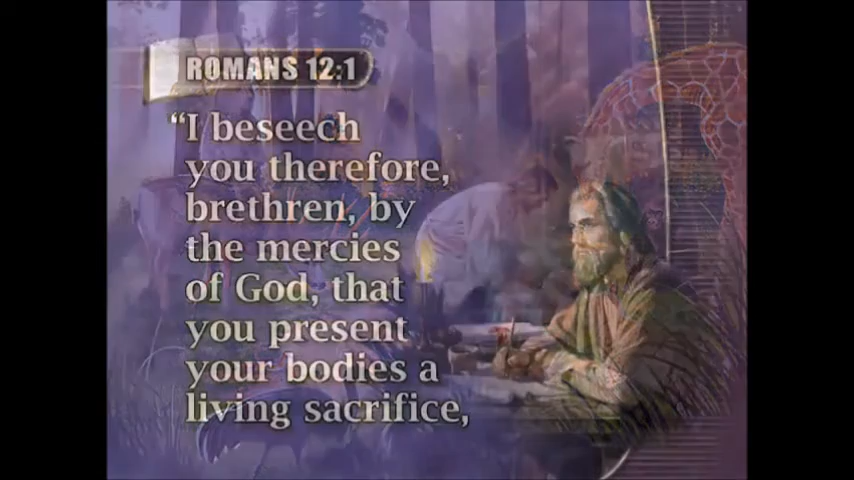 ROMANS 12:1
“I beseech
you therefore,
brethren, by
the mercies
of God, that
you present
your bodies a
living sacrifice,